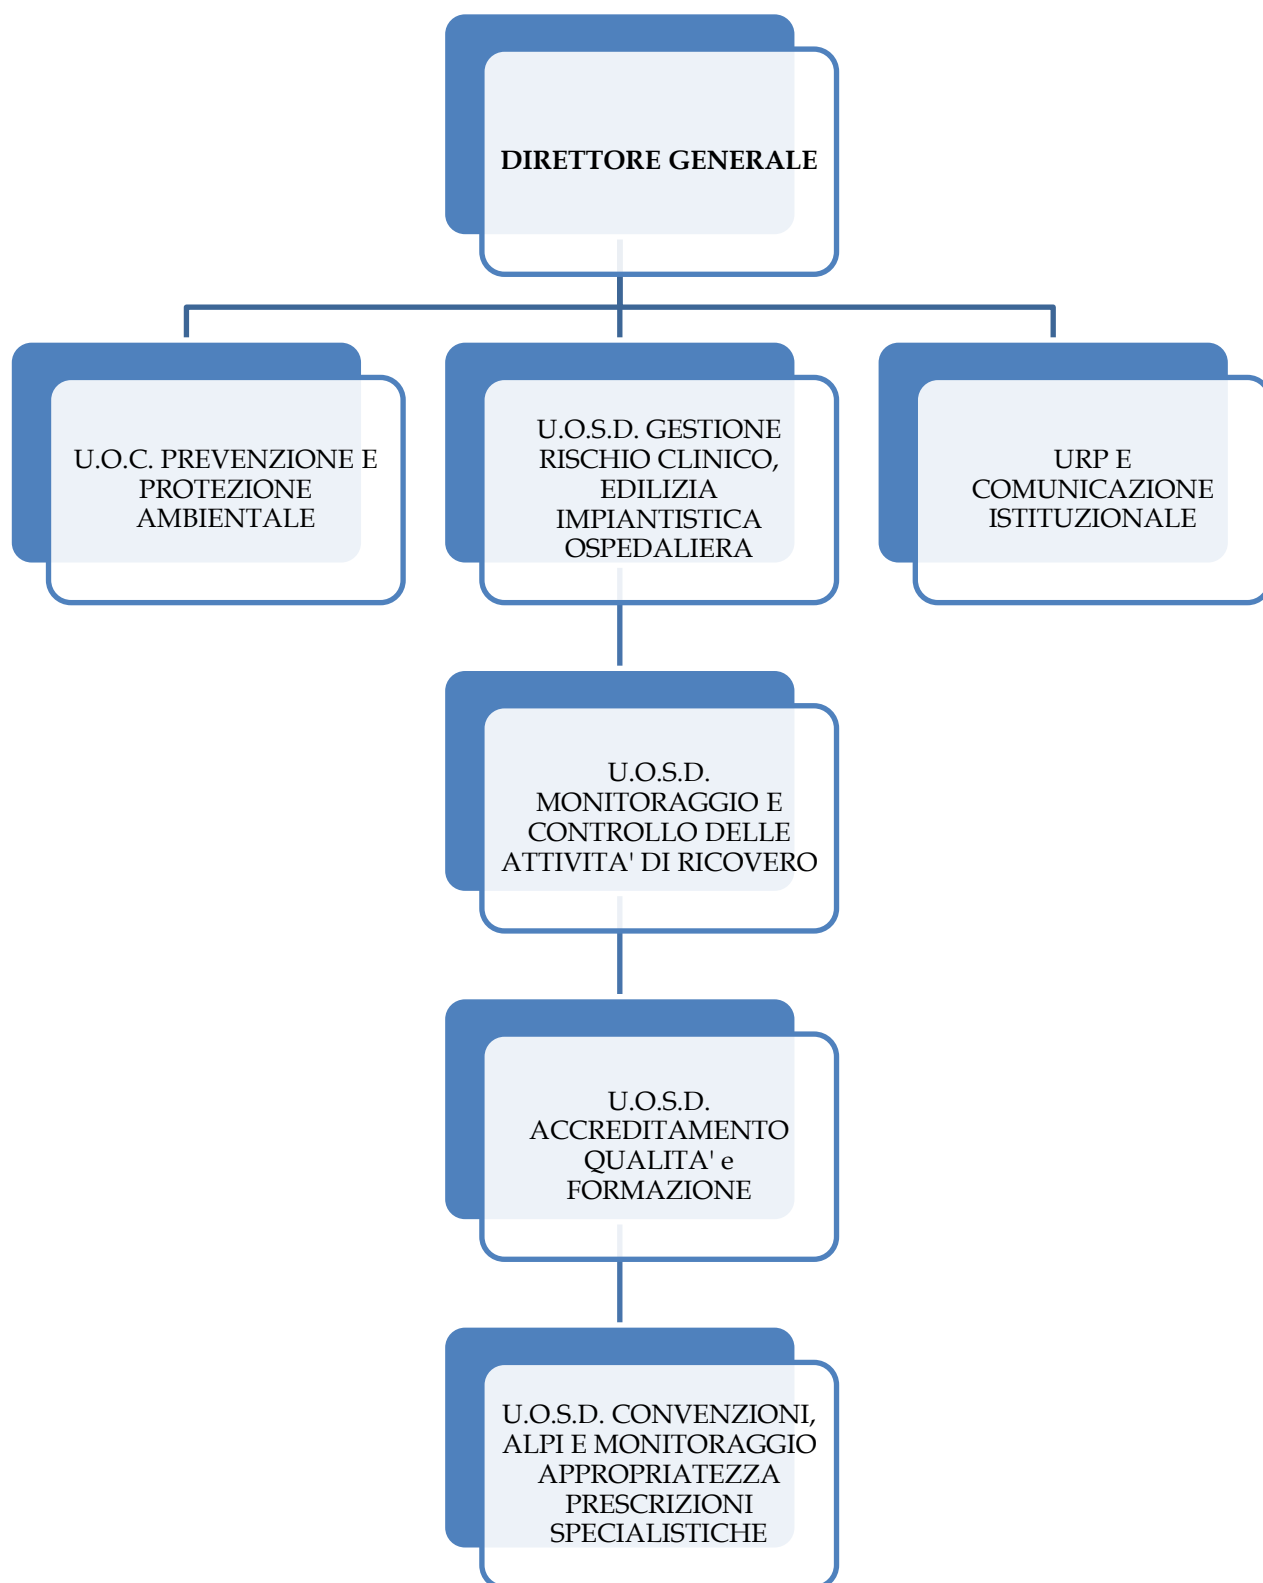 DIRETTORE GENERALE
U.O.C. PREVENZIONE E
PROTEZIONE
AMBIENTALE
U.O.S.D. GESTIONE
RISCHIO CLINICO,
EDILIZIA
IMPIANTISTICA
OSPEDALIERA
URP E
COMUNICAZIONE
ISTITUZIONALE
U.O.S.D.
MONITORAGGIO E
CONTROLLO DELLE
ATTIVITA' DI RICOVERO
U.O.S.D.
ACCREDITAMENTO
QUALITA' e
FORMAZIONE
U.O.S.D. CONVENZIONI,
ALPI E MONITORAGGIO
APPROPRIATEZZA
PRESCRIZIONI
SPECIALISTICHE